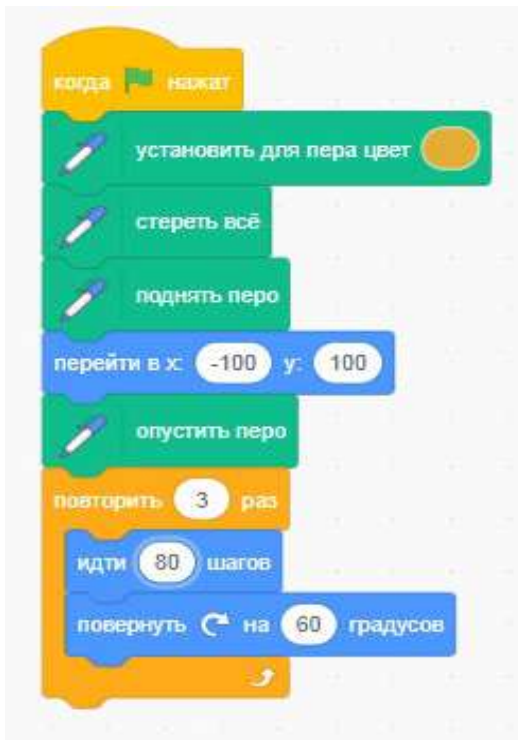 когда нажат
установить для пера цвет
стереть всё
поднять перо
перейти в x: -100 y: 100
опустить перо
повторить 3 раз
идти 80 шагов
повернуть на 60 градусов